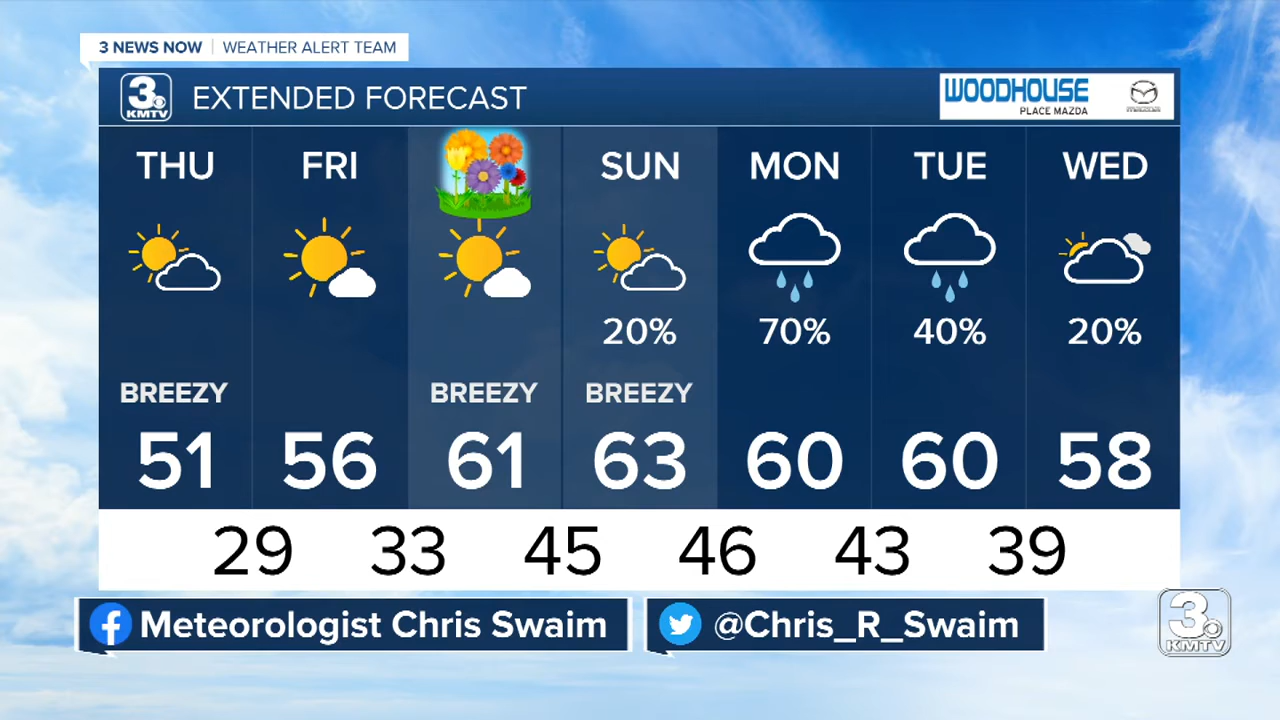 3 NEWS NOW | WEATHER ALERT TEAM
3 KMTV EXTENDED FORECAST
WOODHOUSE
PLACE MAZDA
THU FRI SUN MON TUE WED
20% 70% 40% 20%
BREEZY BREEZY BREEZY
51 56 61 63 60 60 58
29 33 45 46 43 39
Meteorologist Chris Swaim @Chris_R_Swaim
3 KMTV